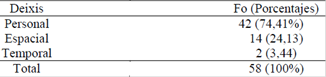 Deixis Fo (Porcentajes)
Personal 42 (74,41%)
Espacial 14 (24,13)
Temporal 2 (3,44)
Total 58 (100%)